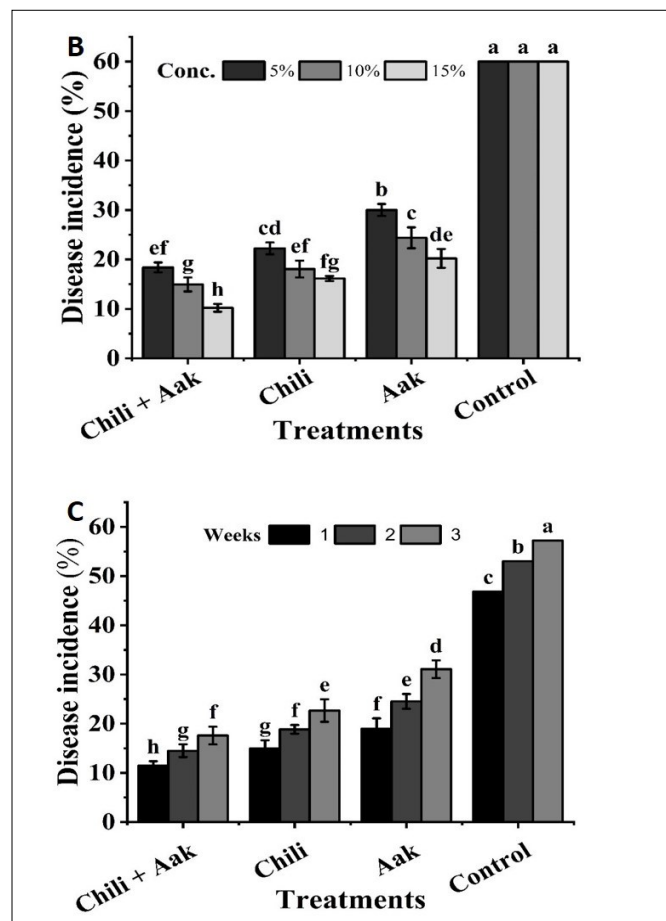 B
a a a
Conc. 5% 10% 15%
Disease incidence (%)
60
50
40
30
20
10
0
b
c
de
cd
ef
fg
ef
g
h
Chili + Aak
Chili
Aak
Control
Treatments
C
Weeks 1 2 3
Disease incidence (%)
60
50
40
30
20
10
0
a
b
c
d
e
f
e
f
g
f
g
h
Chili + Aak
Chili
Aak
Control
Treatments